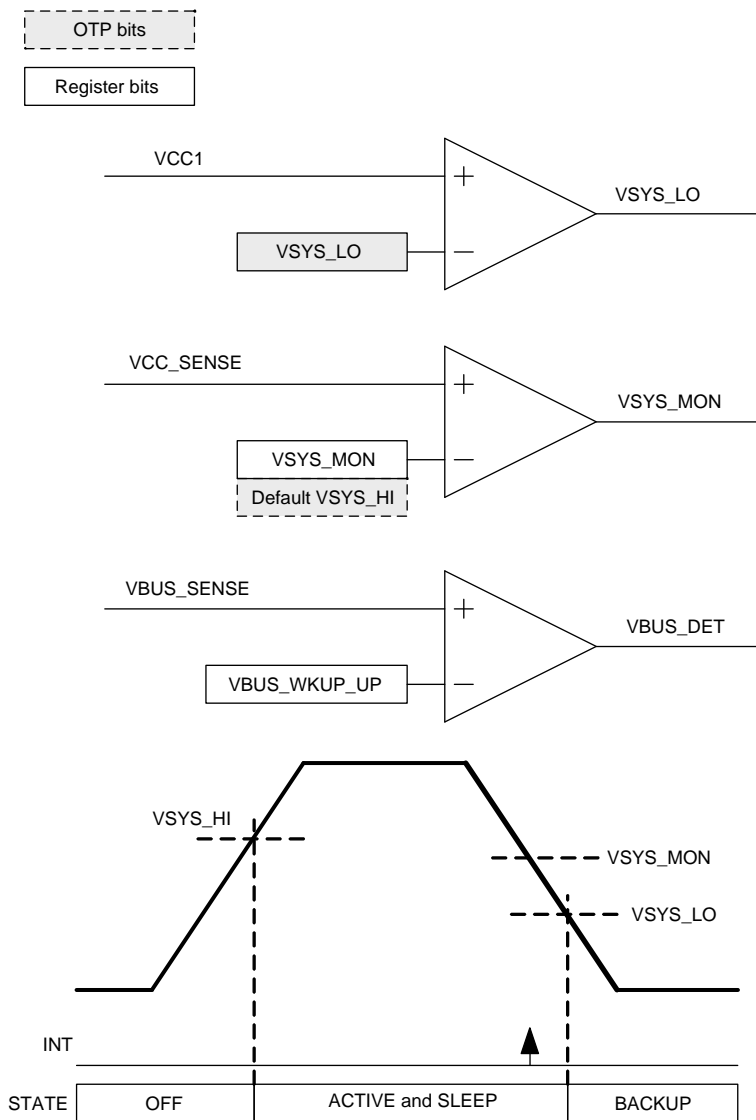 OTP bits
Register bits
VCC1
+
VSYS_LO
VSYS_LO
−
VCC_SENSE
+
VSYS_MON
VSYS_MON
−
Default VSYS_HI
VBUS_SENSE
+
VBUS_DET
VBUS_WKUP_UP
−
VSYS_HI
VSYS_MON
VSYS_LO
INT
STATE OFF ACTIVE and SLEEP BACKUP